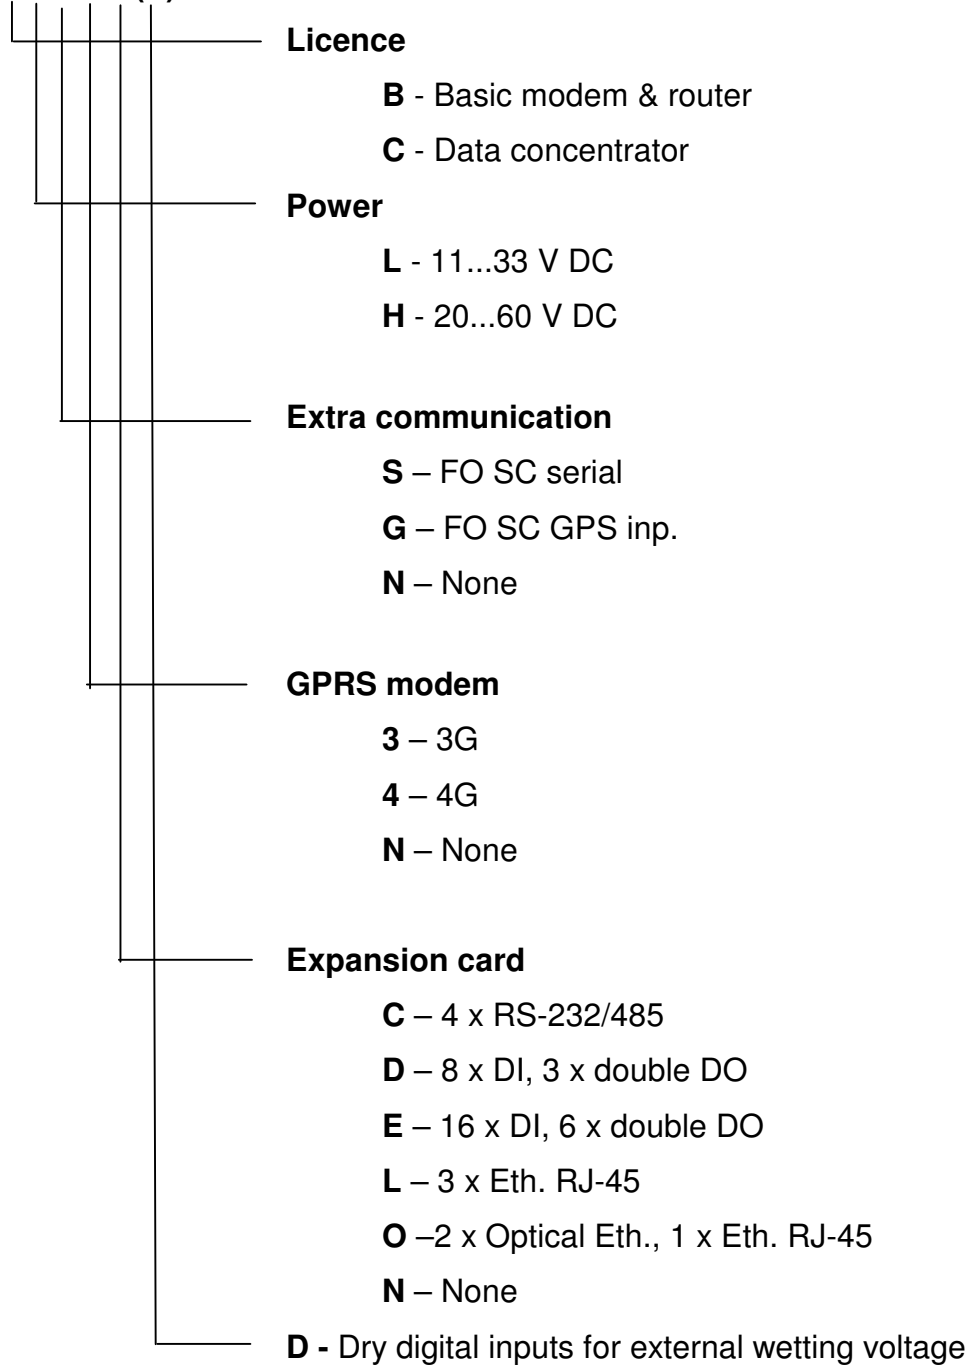 Licence
B - Basic modem & router
C - Data concentrator
Power
L - 11...33 V DC
H - 20...60 V DC
Extra communication
S – FO SC serial
G – FO SC GPS inp.
N – None
GPRS modem
3 – 3G
4 – 4G
N – None
Expansion card
C – 4 x RS-232/485
D – 8 x DI, 3 x double DO
E – 16 x DI, 6 x double DO
L – 3 x Eth. RJ-45
O –2 x Optical Eth., 1 x Eth. RJ-45
N – None
D - Dry digital inputs for external wetting voltage